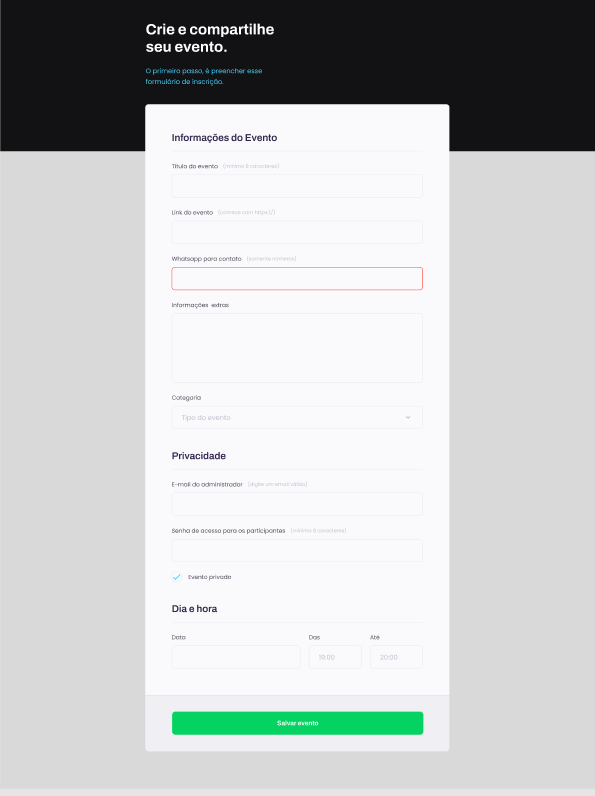 Crie e compartilhe
seu evento.
O primeiro passo, é preencher esse
formulário de inscrição.
Informações do Evento
Título do evento (mínimo 6 caracteres)
Link do evento (comece com https://)
Whatsapp para contato (somente números)
Informações extras
Categoria
Tipo do evento
Privacidade
E-mail do administrador (digite um email válido)
Senha de acesso para os participantes (mínimo 6 caracteres)
Evento privado
Dia e hora
Data Das Até
19:00 20:00
Salvar evento